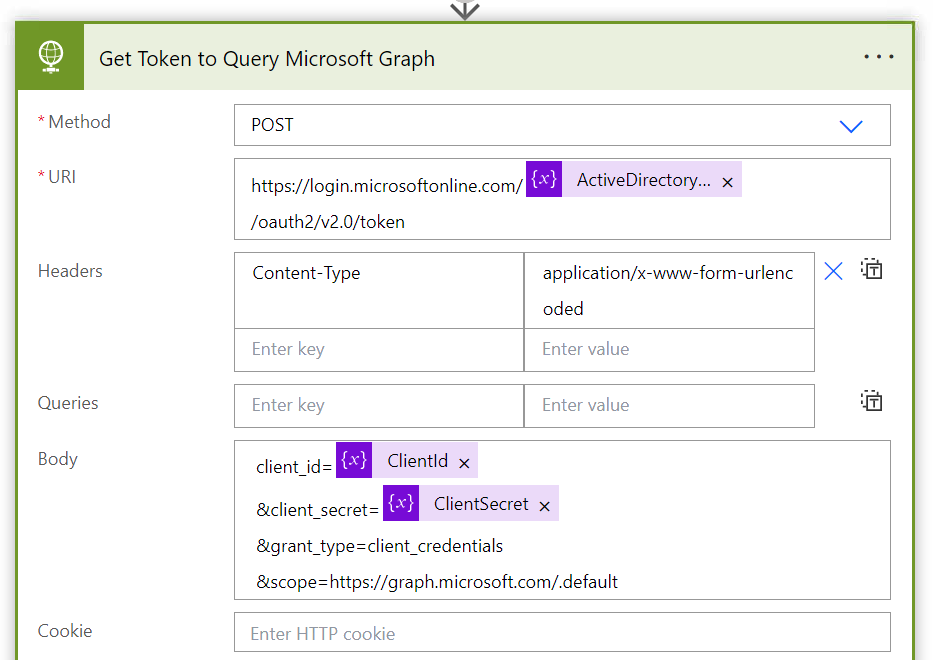 Get Token to Query Microsoft Graph
* Method
POST
* URI
https://login.microsoftonline.com/ {x} ActiveDirectory... ×
/oauth2/v2.0/token
Headers
Content-Type
application/x-www-form-urlenc
oded
Enter key
Enter value
Queries
Enter key
Enter value
Body
client_id= {x} ClientId ×
&client_secret= {x} ClientSecret ×
&grant_type=client_credentials
&scope=https://graph.microsoft.com/.default
Cookie
Enter HTTP cookie